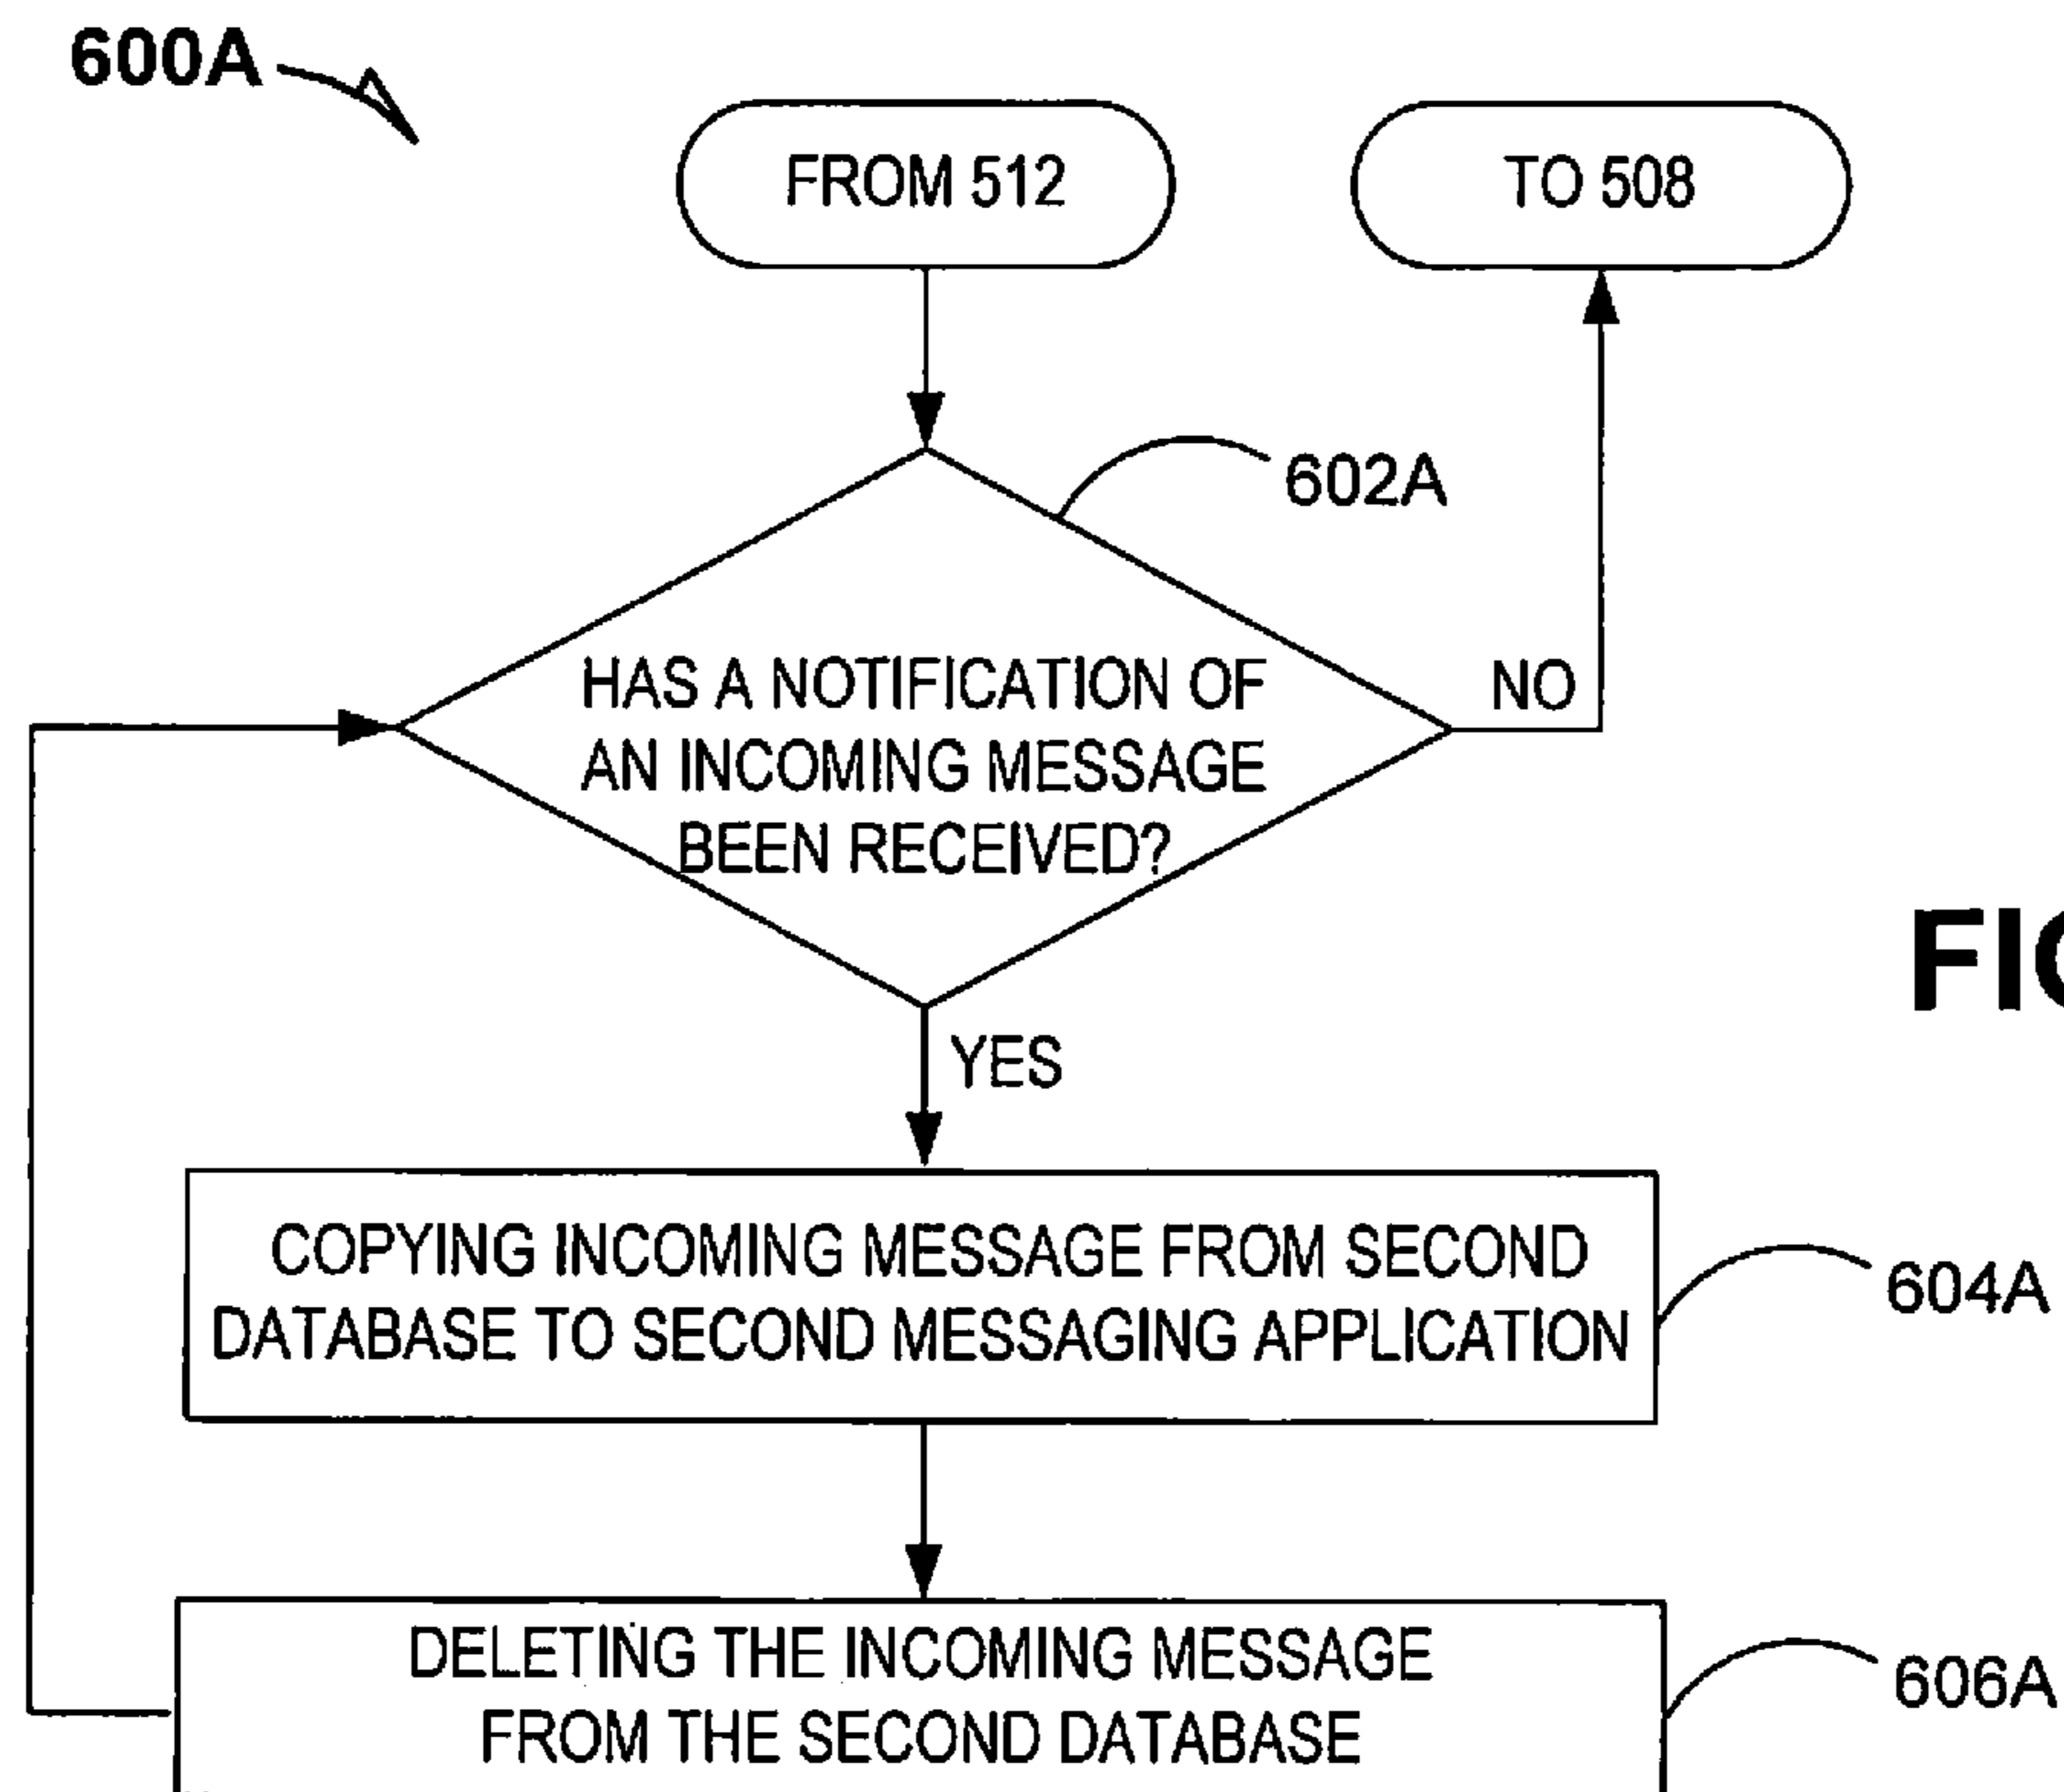 600A
FROM 512
TO 508
602A
HAS A NOTIFICATION OF
AN INCOMING MESSAGE
BEEN RECEIVED?
NO
YES
COPYING INCOMING MESSAGE FROM SECOND
DATABASE TO SECOND MESSAGING APPLICATION
604A
DELETING THE INCOMING MESSAGE
FROM THE SECOND DATABASE
606A